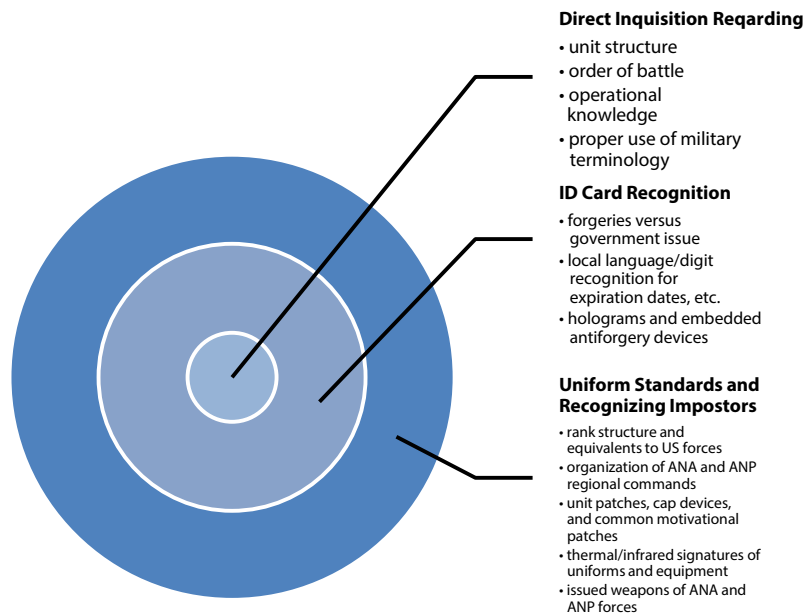 Direct Inquisition Reqarding
• unit structure
• order of battle
• operational
knowledge
• proper use of military
terminology
ID Card Recognition
• forgeries versus
government issue
• local language/digit
recognition for
expiration dates, etc.
• holograms and embedded
antiforgery devices
Uniform Standards and
Recognizing Impostors
• rank structure and
equivalents to US forces
• organization of ANA and ANP
regional commands
• unit patches, cap devices,
and common motivational
patches
• thermal/infrared signatures of
uniforms and equipment
• issued weapons of ANA and
ANP forces